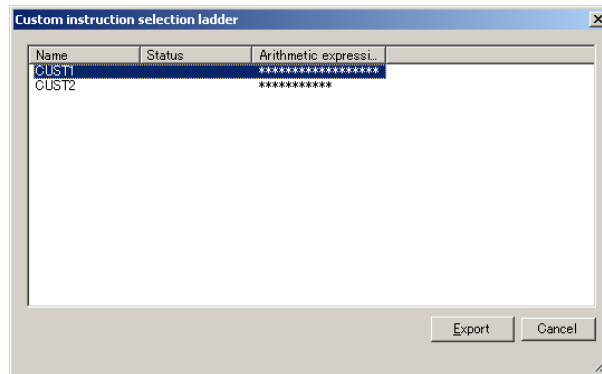 Custom instruction selection ladder
Name Status Arithmetic expressi...
CUST1 ******************
CUST2 ***********
Export Cancel